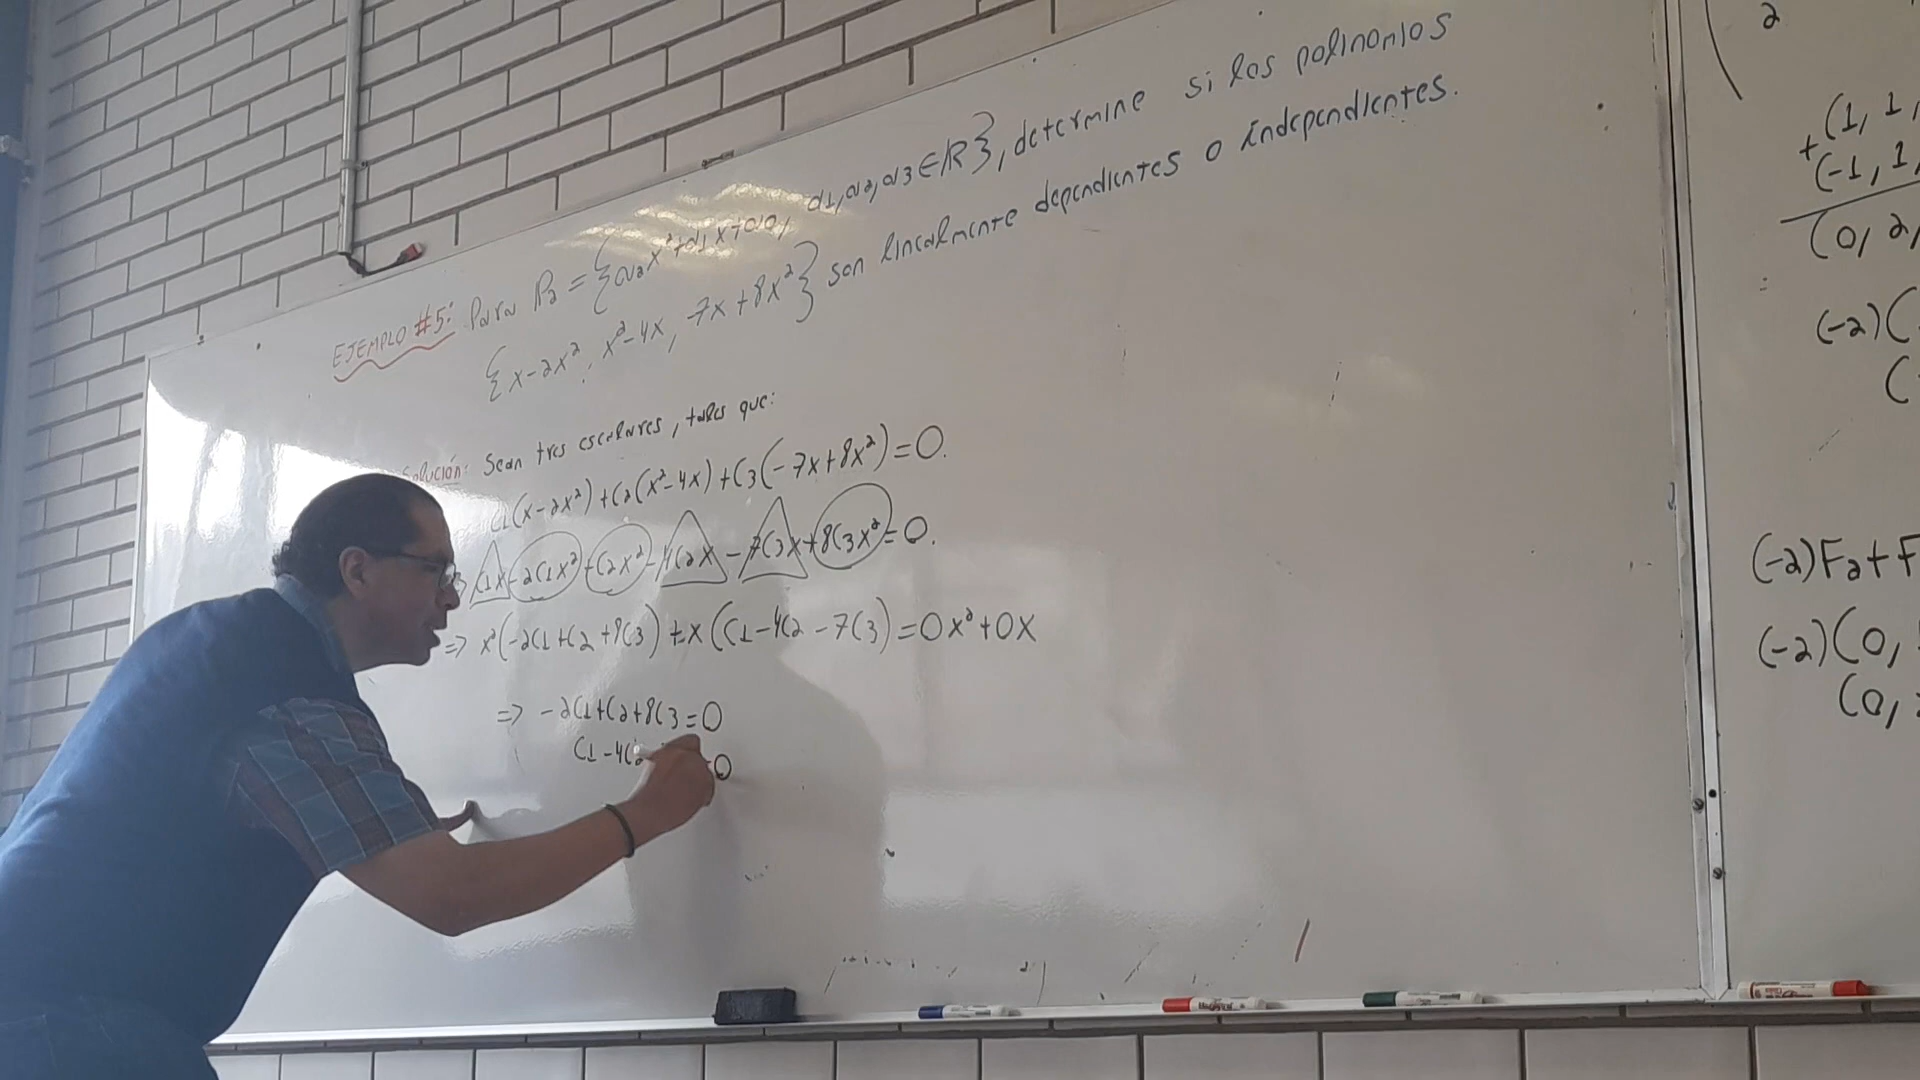 EJEMPLO #5: Para P₂ = {a₂x²+a₁x+a₀, a₁,a₂,a₃∈ℝ}, determine si los polinomios
{x-2x², x²-4x, -7x+8x²} son linealmente dependientes o independientes.
Solución: Sean tres escalares, tales que:
C1(x-2x²)+C2(x²-4x)+C3(-7x+8x²)=0.
C1x-2C1x²+C2x²-4C2x-7C3x+8C3x²=0.
=> x²(-2C1+C2+8C3)+x(C1-4C2-7C3)=0x²+0x
=> -2C1+C2+8C3=0
C1-4C2 =0
2
(1, 1,
+(-1, 1,
(0, 2,
(-2)(
(
(-2)F2+F
(-2)(0,
(0,